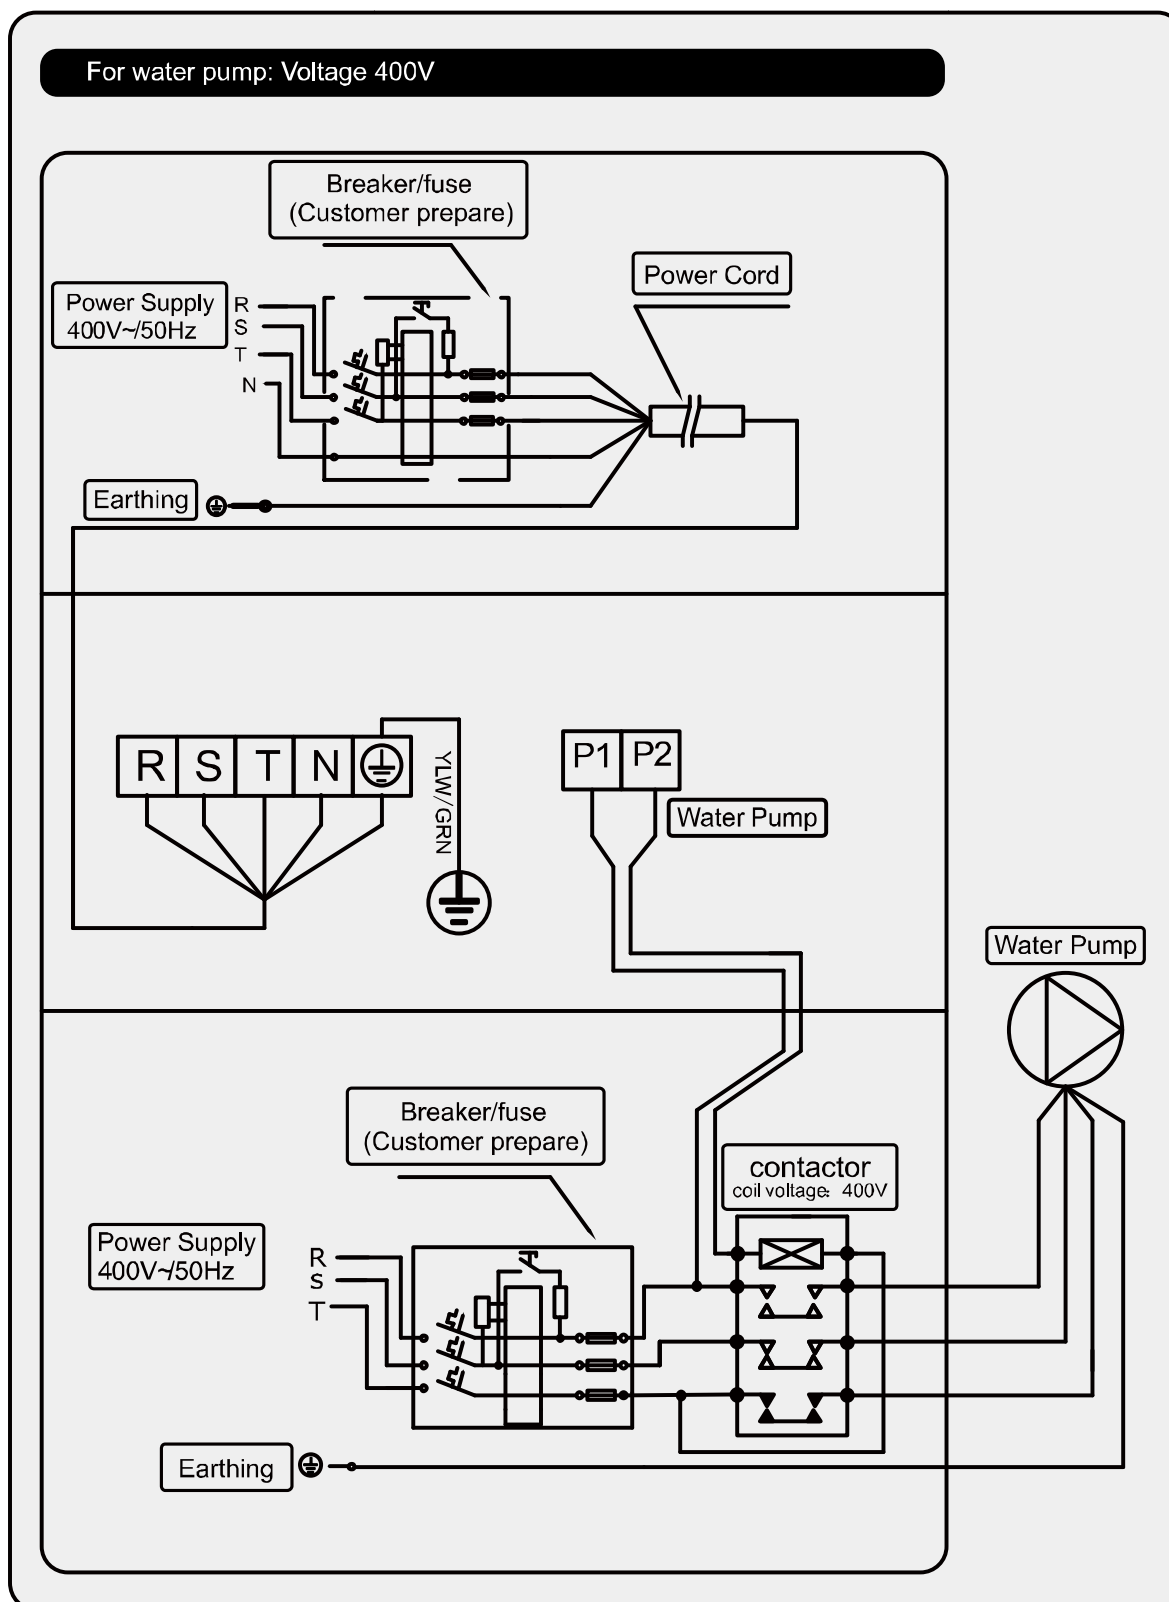 For water pump: Voltage 400V
Breaker/fuse
(Customer prepare)
Power Cord
Power Supply
400V~/50Hz
R
S
T
N
Earthing
R S T N
YLW/GRN
P1 P2
Water Pump
Water Pump
Breaker/fuse
(Customer prepare)
contactor
coil voltage: 400V
Power Supply
400V~/50Hz
R
S
T
Earthing